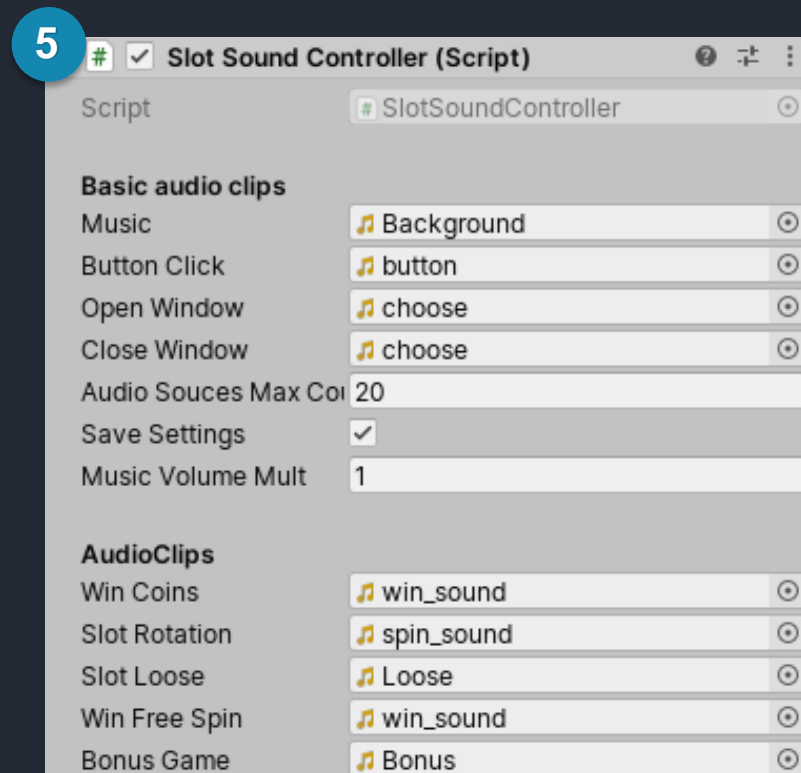 5
# Slot Sound Controller (Script)
Script # SlotSoundController
Basic audio clips
Music Background
Button Click button
Open Window choose
Close Window choose
Audio Souces Max Cou 20
Save Settings
Music Volume Mult 1
AudioClips
Win Coins win_sound
Slot Rotation spin_sound
Slot Loose Loose
Win Free Spin win_sound
Bonus Game Bonus